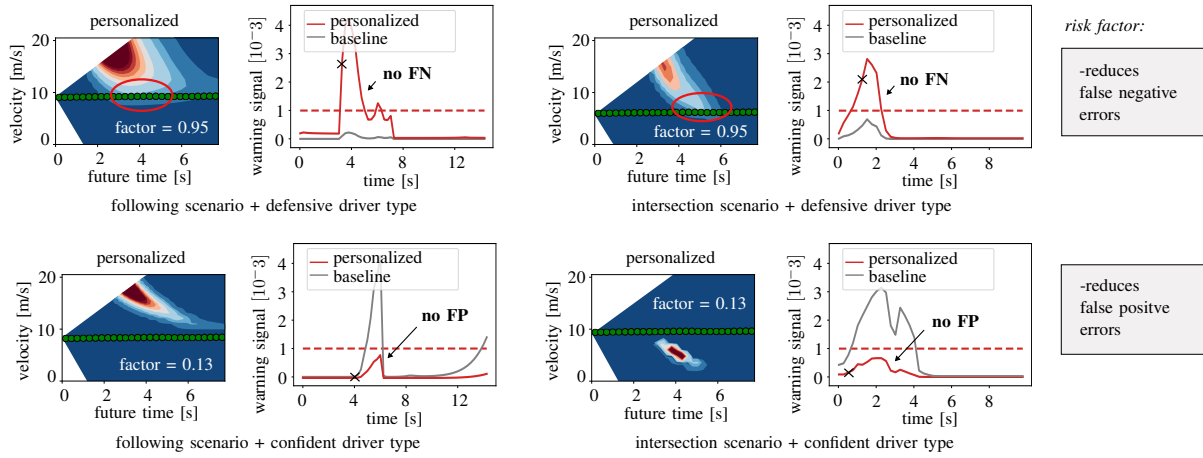 personalized
velocity [m/s]
20
10
0
factor = 0.95
0 2 4 6
future time [s]
warning signal [10−3]
4
3
2
1
0
personalized
baseline
no FN
0 4 8 12
time [s]
following scenario + defensive driver type
personalized
velocity [m/s]
20
10
0
factor = 0.95
0 2 4 6
future time [s]
warning signal [10−3]
4
3
2
1
0
personalized
baseline
no FN
0 2 4 6 8
time [s]
intersection scenario + defensive driver type
risk factor:
-reduces
false negative
errors
personalized
velocity [m/s]
20
10
0
factor = 0.13
0 2 4 6
future time [s]
warning signal [10−3]
4
3
2
1
0
personalized
baseline
no FP
0 4 8 12
time [s]
following scenario + confident driver type
personalized
velocity [m/s]
20
10
0
factor = 0.13
0 2 4 6
future time [s]
warning signal [10−3]
4
3
2
1
0
personalized
baseline
no FP
0 2 4 6 8
time [s]
intersection scenario + confident driver type
-reduces
false positve
errors